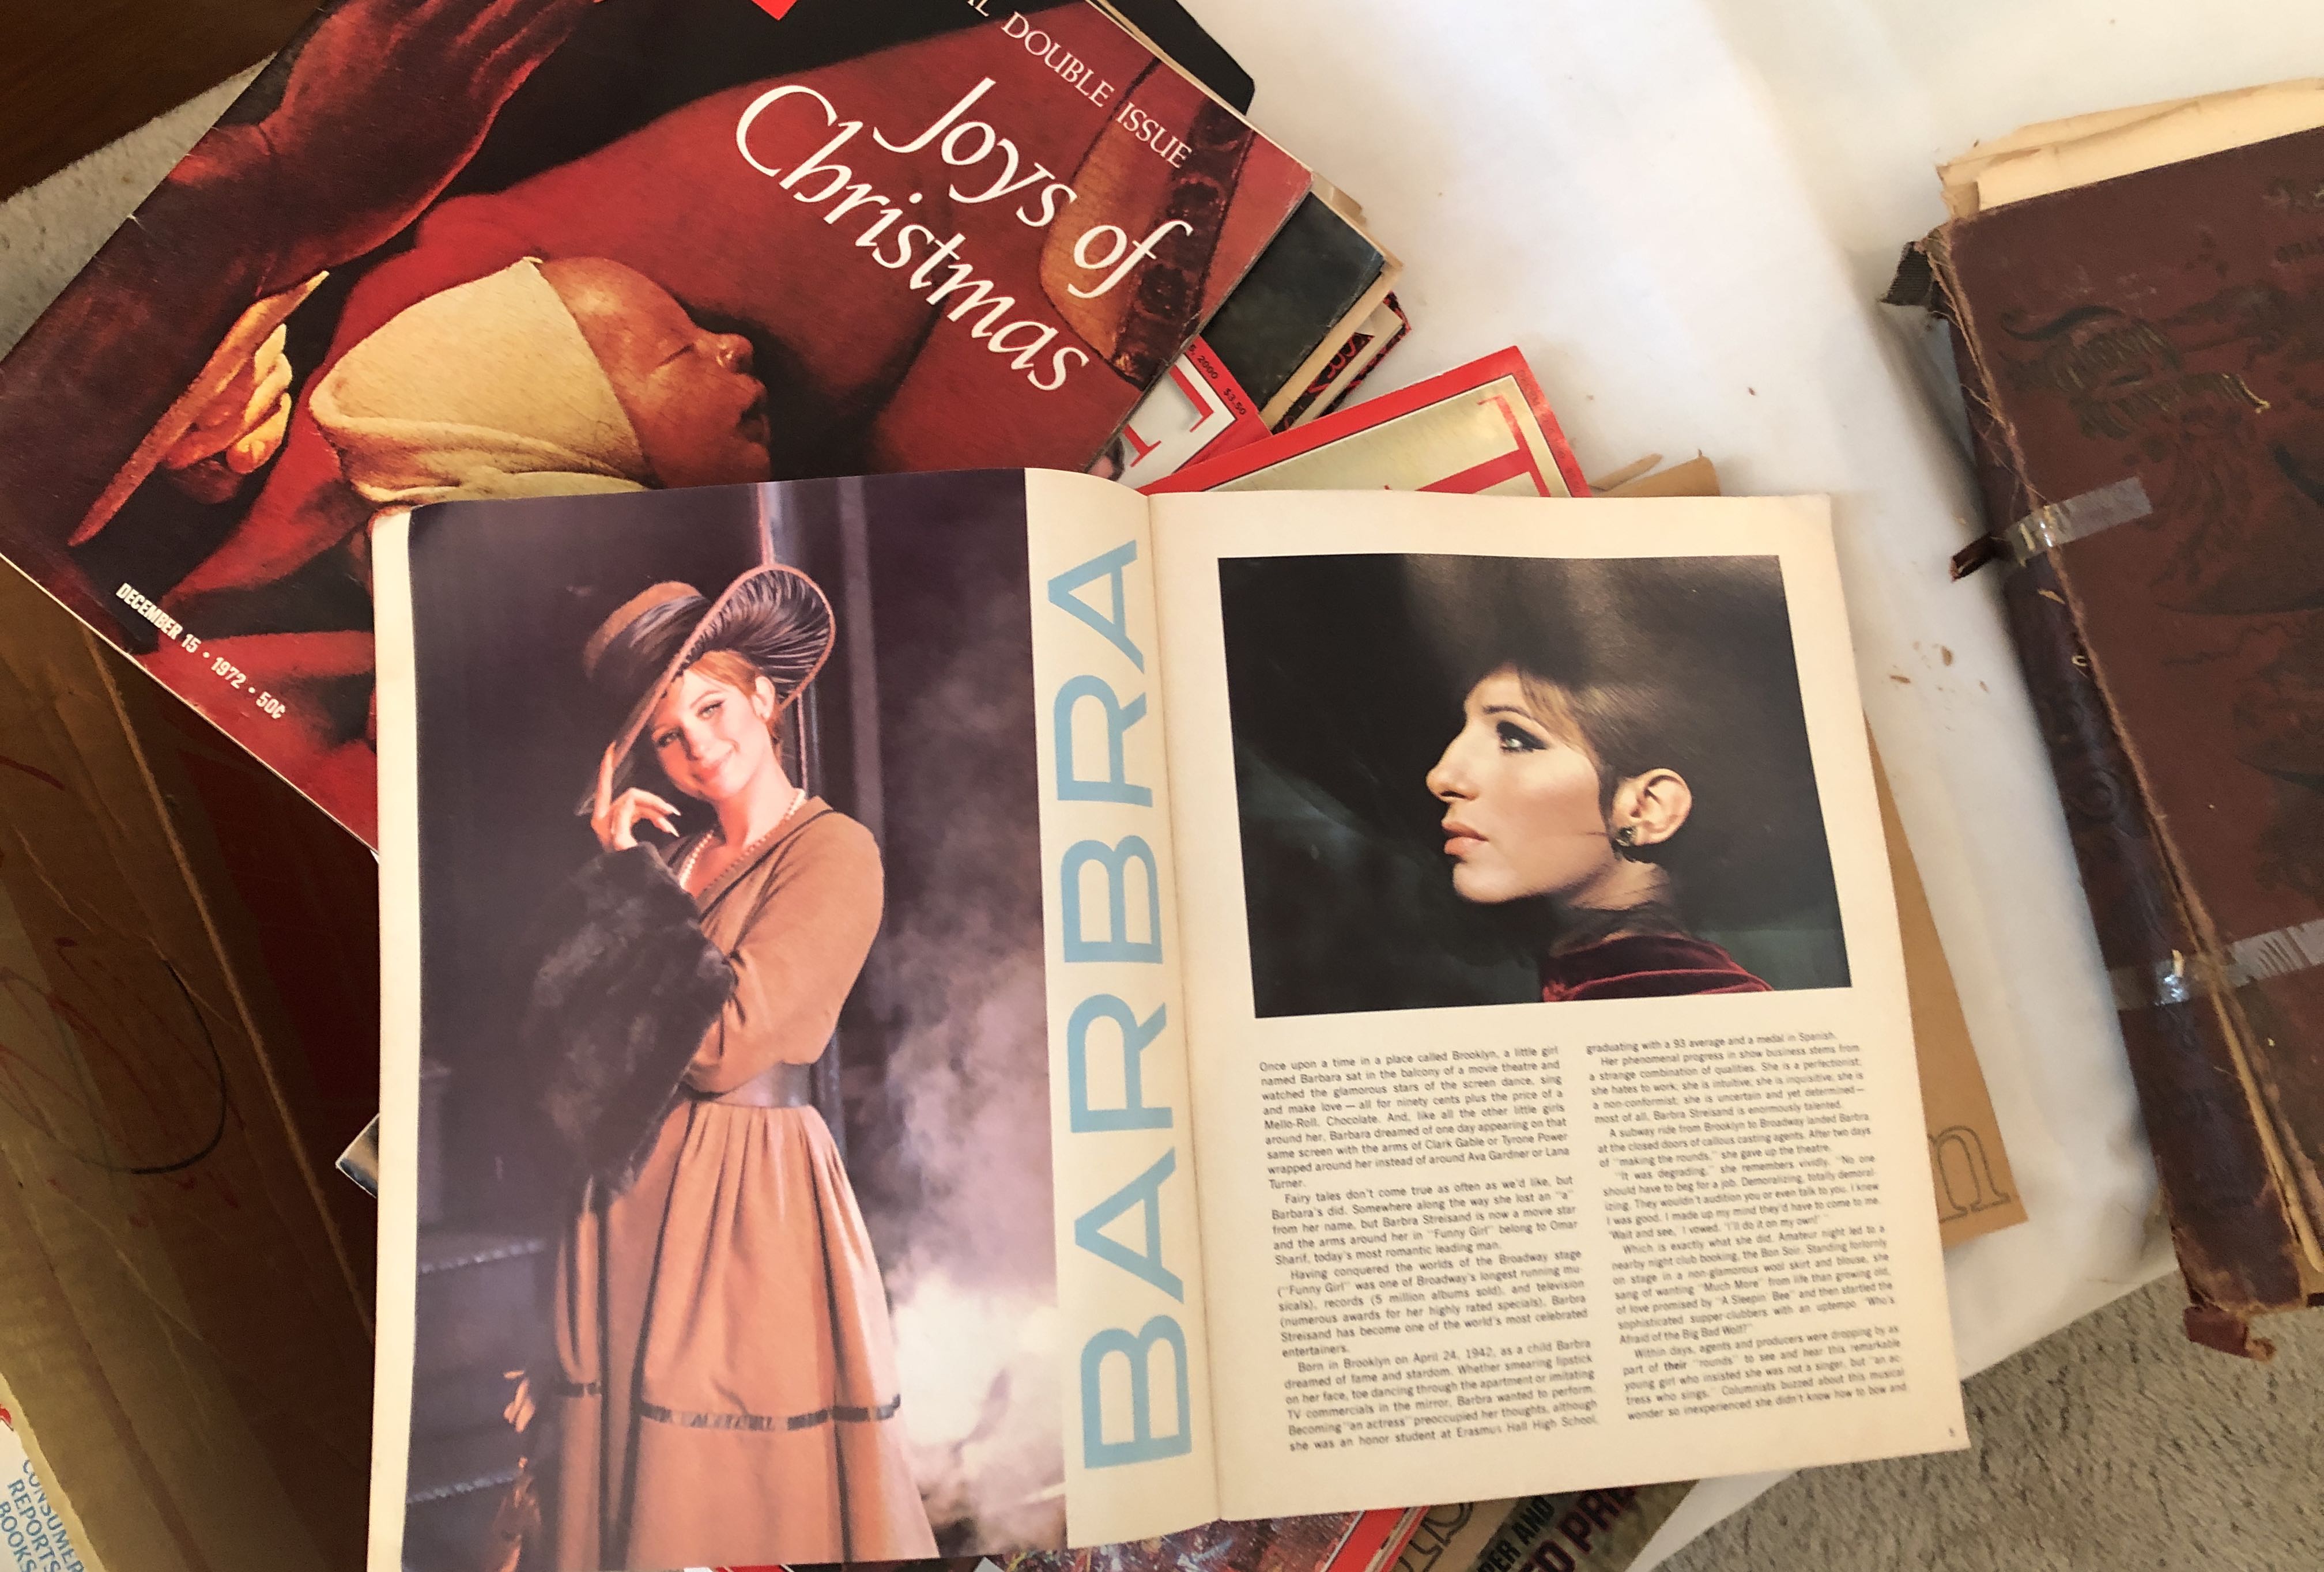 DOUBLE ISSUE
Joys of
Christmas
DECEMBER 15 • 1972 • 50¢
5, 2000 $3.50
T
BARBRA
Once upon a time in a place called Brooklyn, a little girl
named Barbara sat in the balcony of a movie theatre and
watched the glamorous stars of the screen dance, sing
and make love — all for ninety cents plus the price of a
Mello-Roll. Chocolate. And, like all the other little girls
around her, Barbara dreamed of one day appearing on that
same screen with the arms of Clark Gable or Tyrone Power
wrapped around her instead of around Ava Gardner or Lana
Turner.
Fairy tales don't come true as often as we'd like, but
Barbara's did. Somewhere along the way she lost an "a"
from her name, but Barbra Streisand is now a movie star
and the arms around her in "Funny Girl" belong to Omar
Sharif, today's most romantic leading man.
Having conquered the worlds of the Broadway stage
("Funny Girl" was one of Broadway's longest running mu-
sicals), records (5 million albums sold), and television
(numerous awards for her highly rated specials), Barbra
Streisand has become one of the world's most celebrated
entertainers.
Born in Brooklyn on April 24, 1942, as a child Barbra
dreamed of fame and stardom. Whether smearing lipstick
on her face, toe dancing through the apartment or imitating
TV commercials in the mirror, Barbra wanted to perform.
Becoming "an actress" preoccupied her thoughts, although
she was an honor student at Erasmus Hall High School,
graduating with a 93 average and a medal in Spanish.
Her phenomenal progress in show business stems from
a strange combination of qualities. She is a perfectionist;
she hates to work; she is intuitive; she is inquisitive; she is
a non-conformist; she is uncertain and yet determined —
most of all, Barbra Streisand is enormously talented.
A subway ride from Brooklyn to Broadway landed Barbra
at the closed doors of callous casting agents. After two days
of "making the rounds," she gave up the theatre.
"It was degrading," she remembers vividly. "No one
should have to beg for a job. Demoralizing, totally demoral-
izing. They wouldn't audition you or even talk to you. I knew
I was good. I made up my mind they'd have to come to me.
'Wait and see,' I vowed. 'I'll do it on my own!' "
Which is exactly what she did. Amateur night led to a
nearby night club booking, the Bon Soir. Standing forlornly
on stage in a non-glamorous wool skirt and blouse, she
sang of wanting "Much More" from life than growing old,
of love promised by "A Sleepin' Bee" and then startled the
sophisticated supper-clubbers with an uptempo "Who's
Afraid of the Big Bad Wolf?"
Within days, agents and producers were dropping by as
part of their "rounds" to see and hear this remarkable
young girl who insisted she was not a singer, but "an ac-
tress who sings." Columnists buzzed about this musical
wonder so inexperienced she didn't know how to bow and
CONSUMER
REPORTS
BOOKS
AND